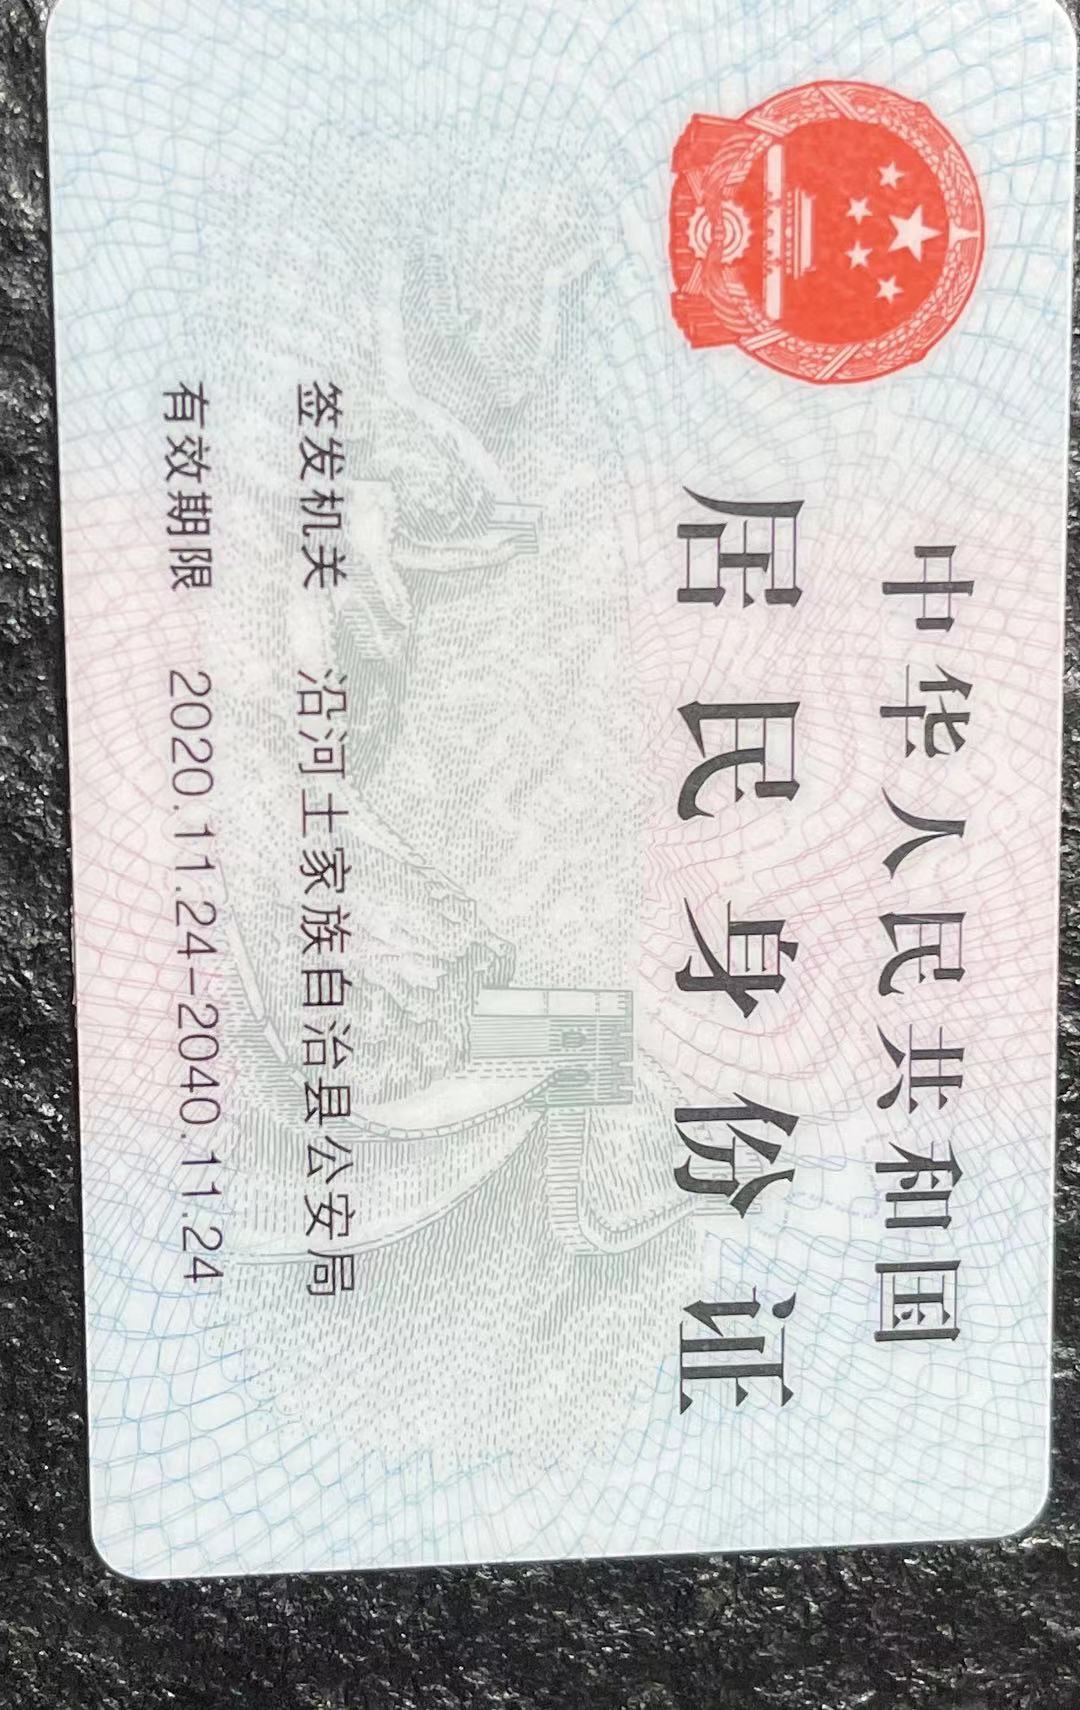 中华人民共和国
居民身份证
签发机关 沿河土家族自治县公安局
有效期限 2020.11.24-2040.11.24